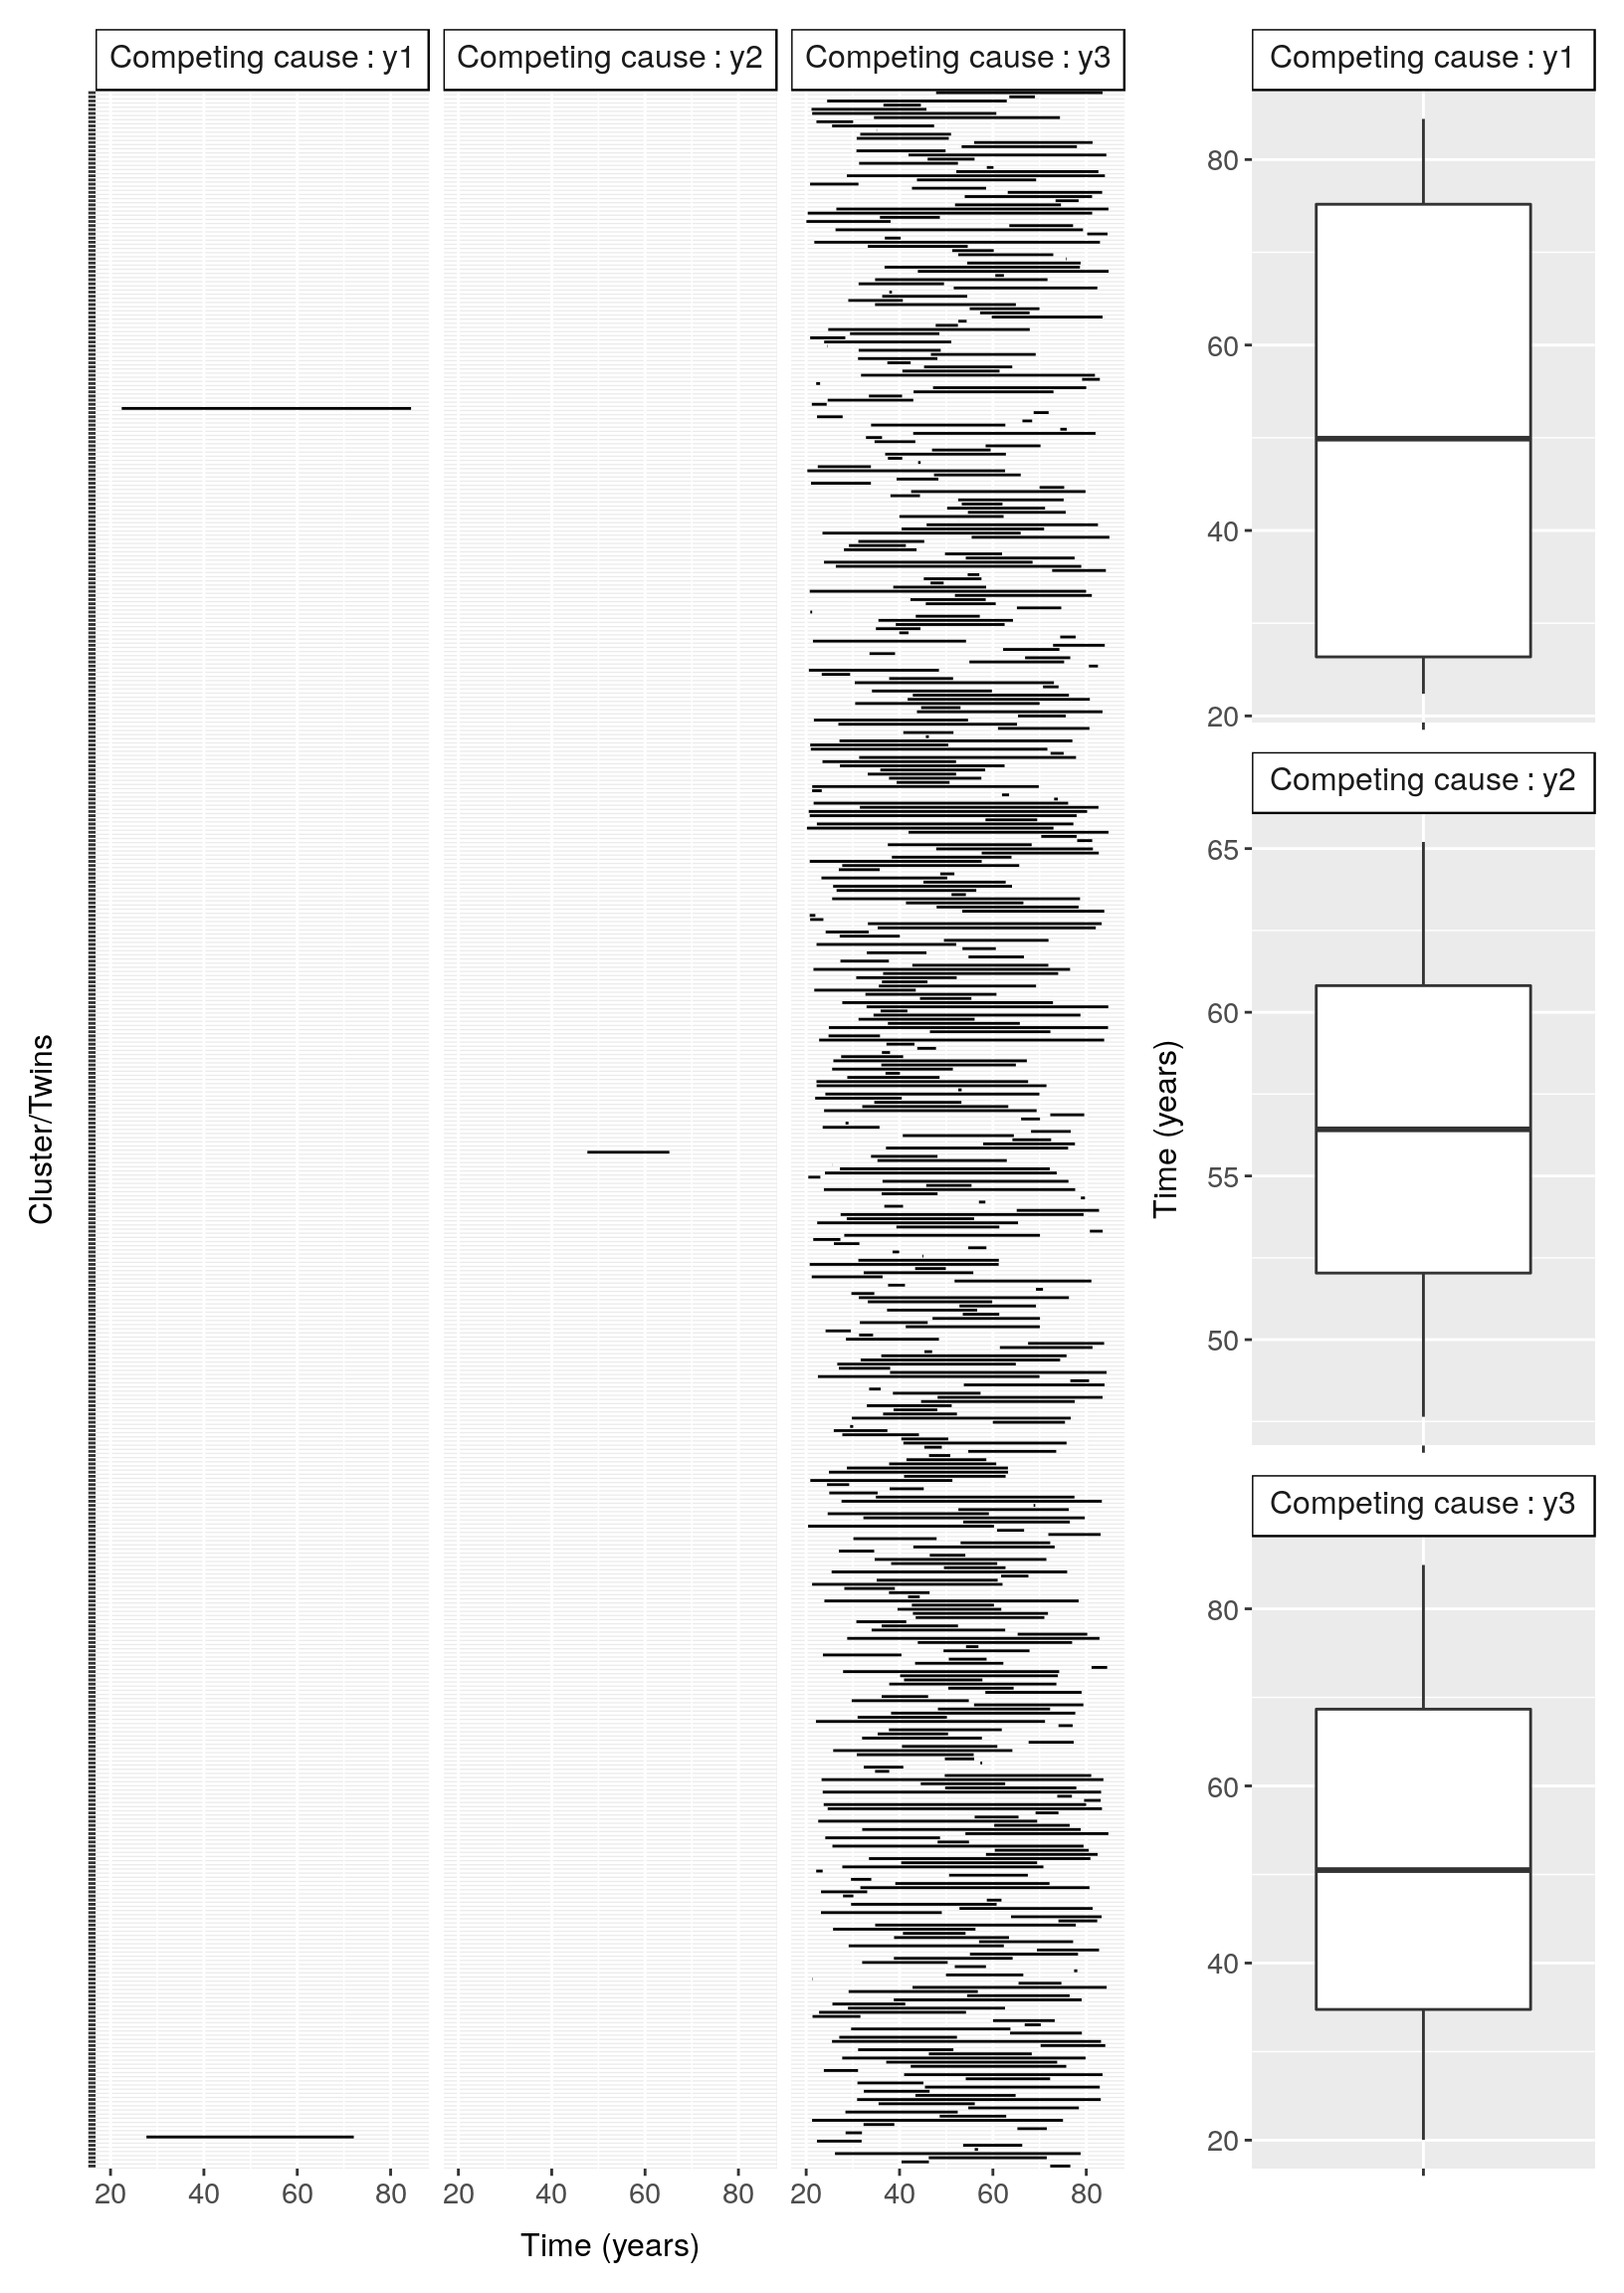 Competing cause : y1
Competing cause : y2
Competing cause : y3
Cluster/Twins
20 40 60 80
20 40 60 80
20 40 60 80
Time (years)
Time (years)
Competing cause : y1
80
60
40
20
Competing cause : y2
65
60
55
50
Competing cause : y3
80
60
40
20